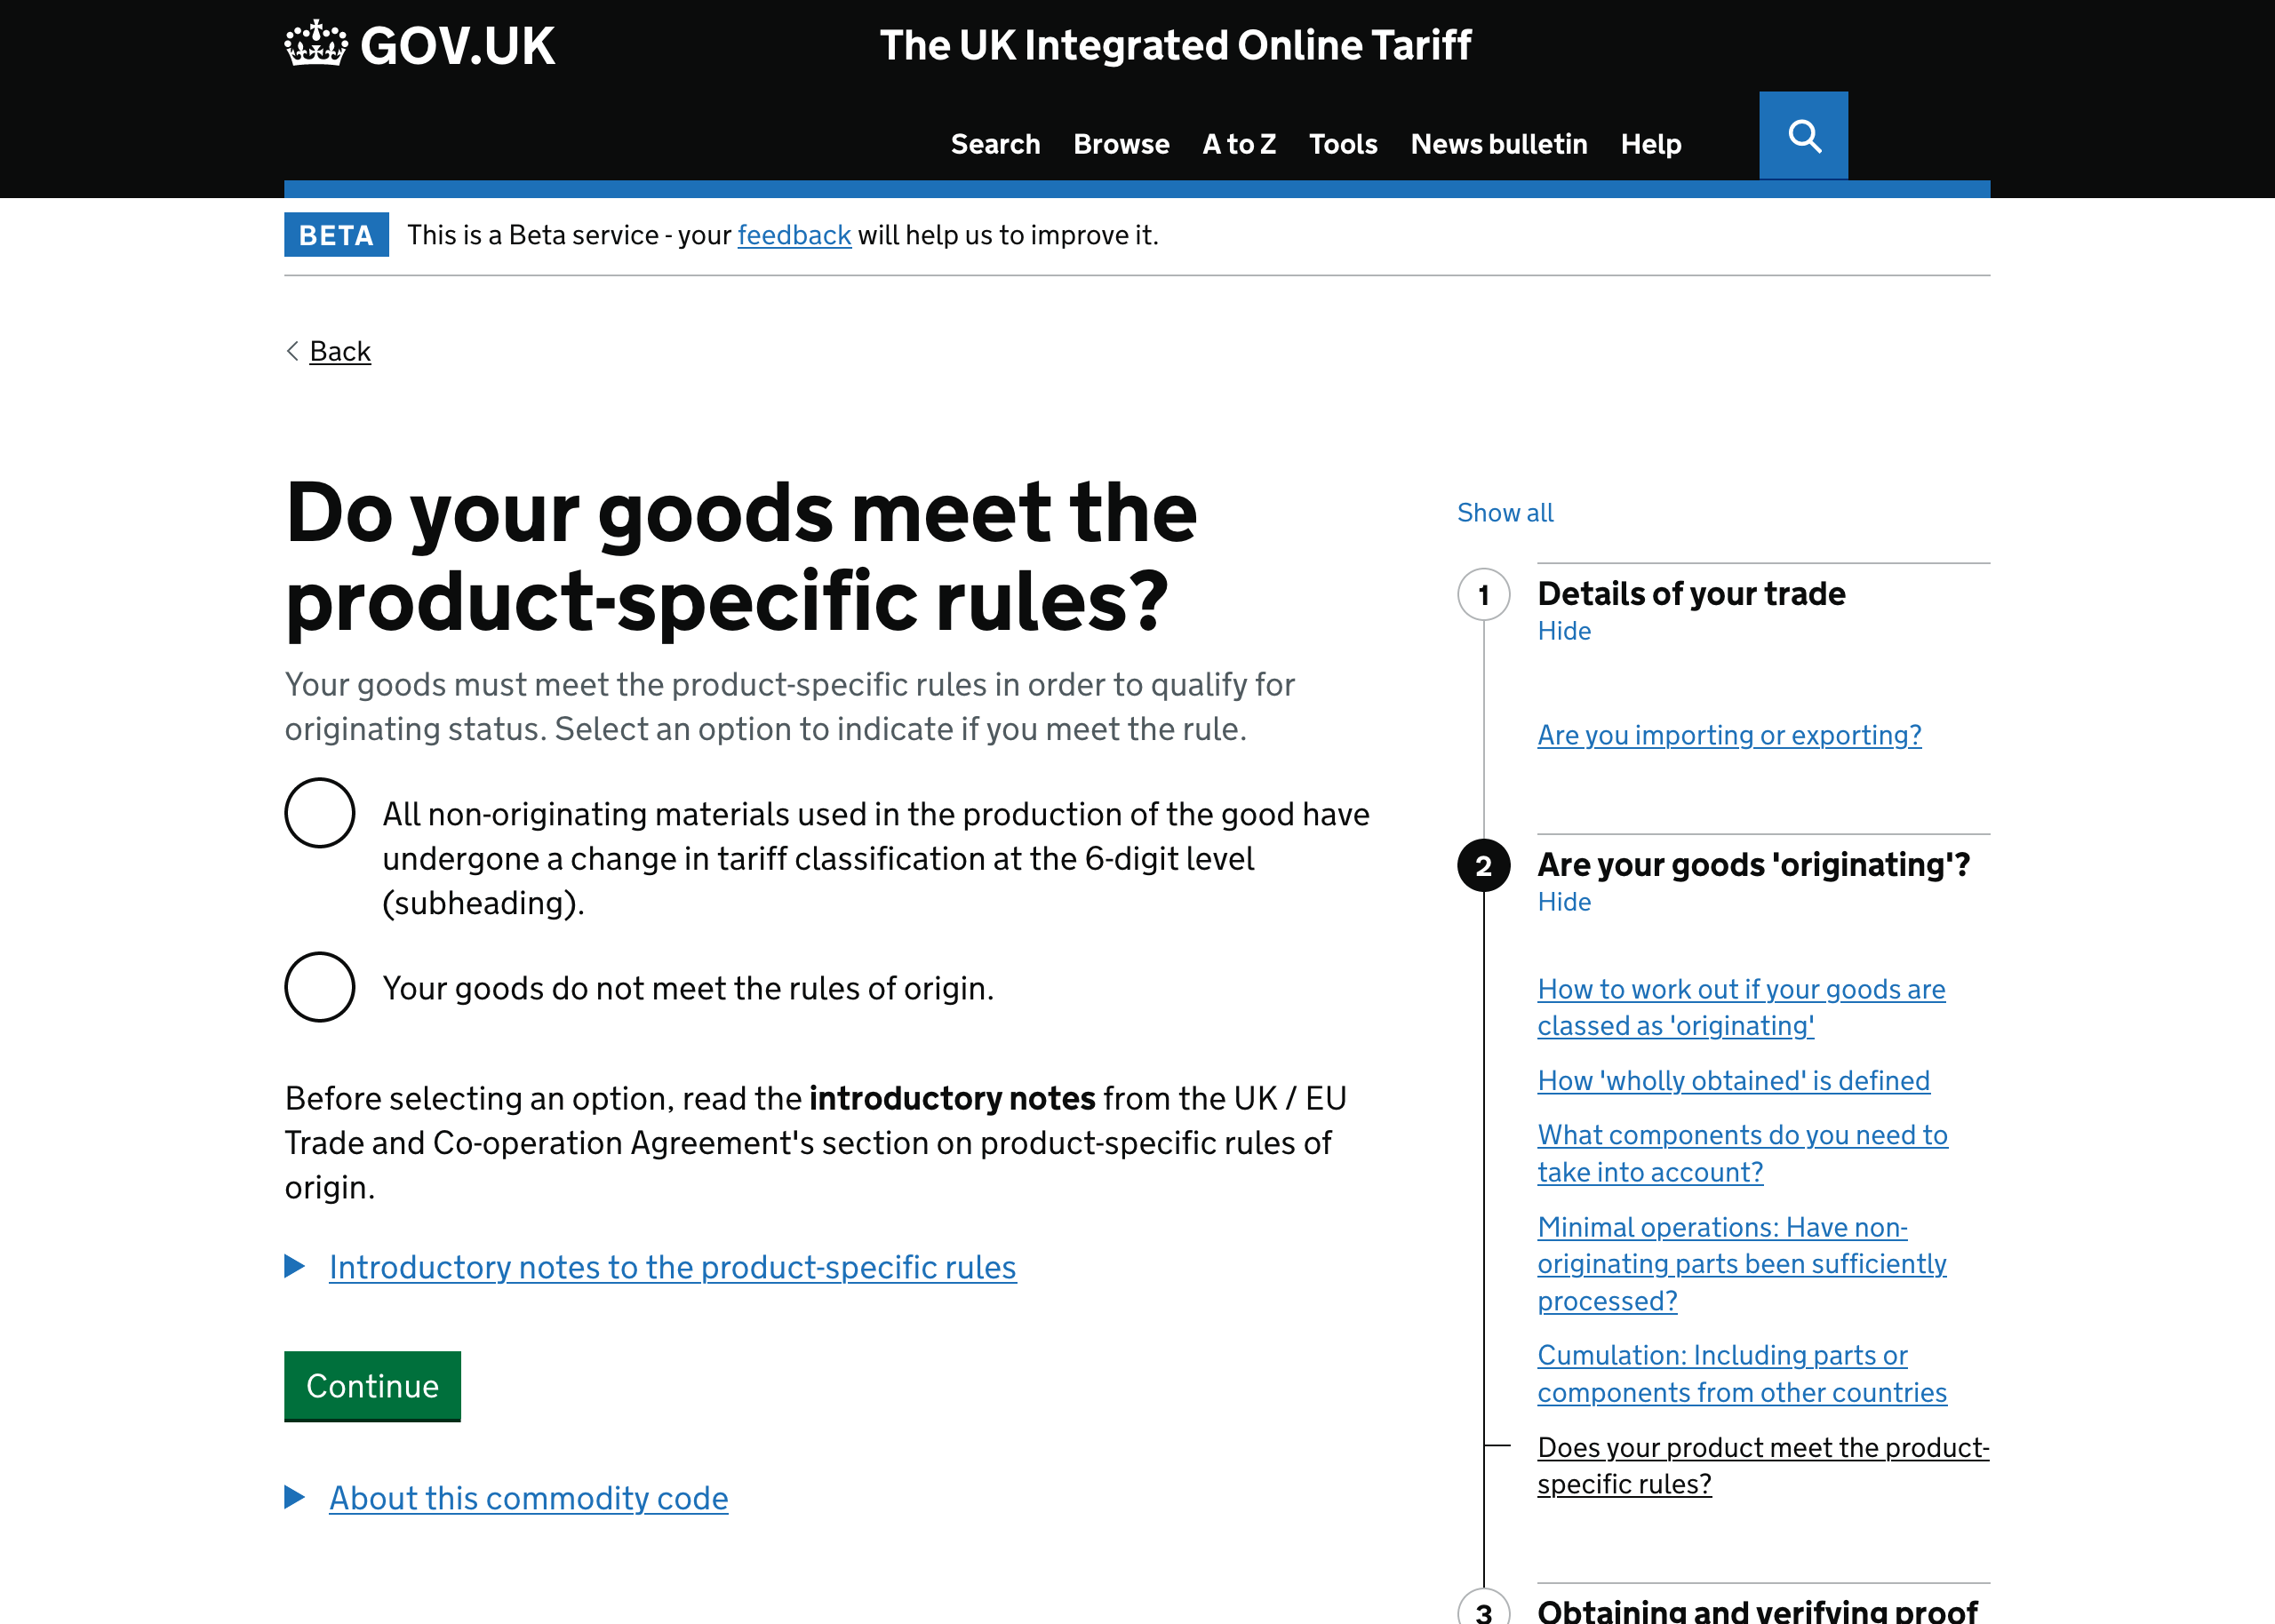 GOV.UK
The UK Integrated Online Tariff
Search Browse A to Z Tools News bulletin Help
BETA This is a Beta service - your feedback will help us to improve it.
Back
Do your goods meet the
product-specific rules?
Your goods must meet the product-specific rules in order to qualify for
originating status. Select an option to indicate if you meet the rule.
All non-originating materials used in the production of the good have
undergone a change in tariff classification at the 6-digit level
(subheading).
Your goods do not meet the rules of origin.
Before selecting an option, read the introductory notes from the UK / EU
Trade and Co-operation Agreement's section on product-specific rules of
origin.
Introductory notes to the product-specific rules
Continue
About this commodity code
Show all
1 Details of your trade
Hide
Are you importing or exporting?
2 Are your goods 'originating'?
Hide
How to work out if your goods are
classed as 'originating'
How 'wholly obtained' is defined
What components do you need to
take into account?
Minimal operations: Have non-
originating parts been sufficiently
processed?
Cumulation: Including parts or
components from other countries
Does your product meet the product-
specific rules?
3 Obtaining and verifying proof